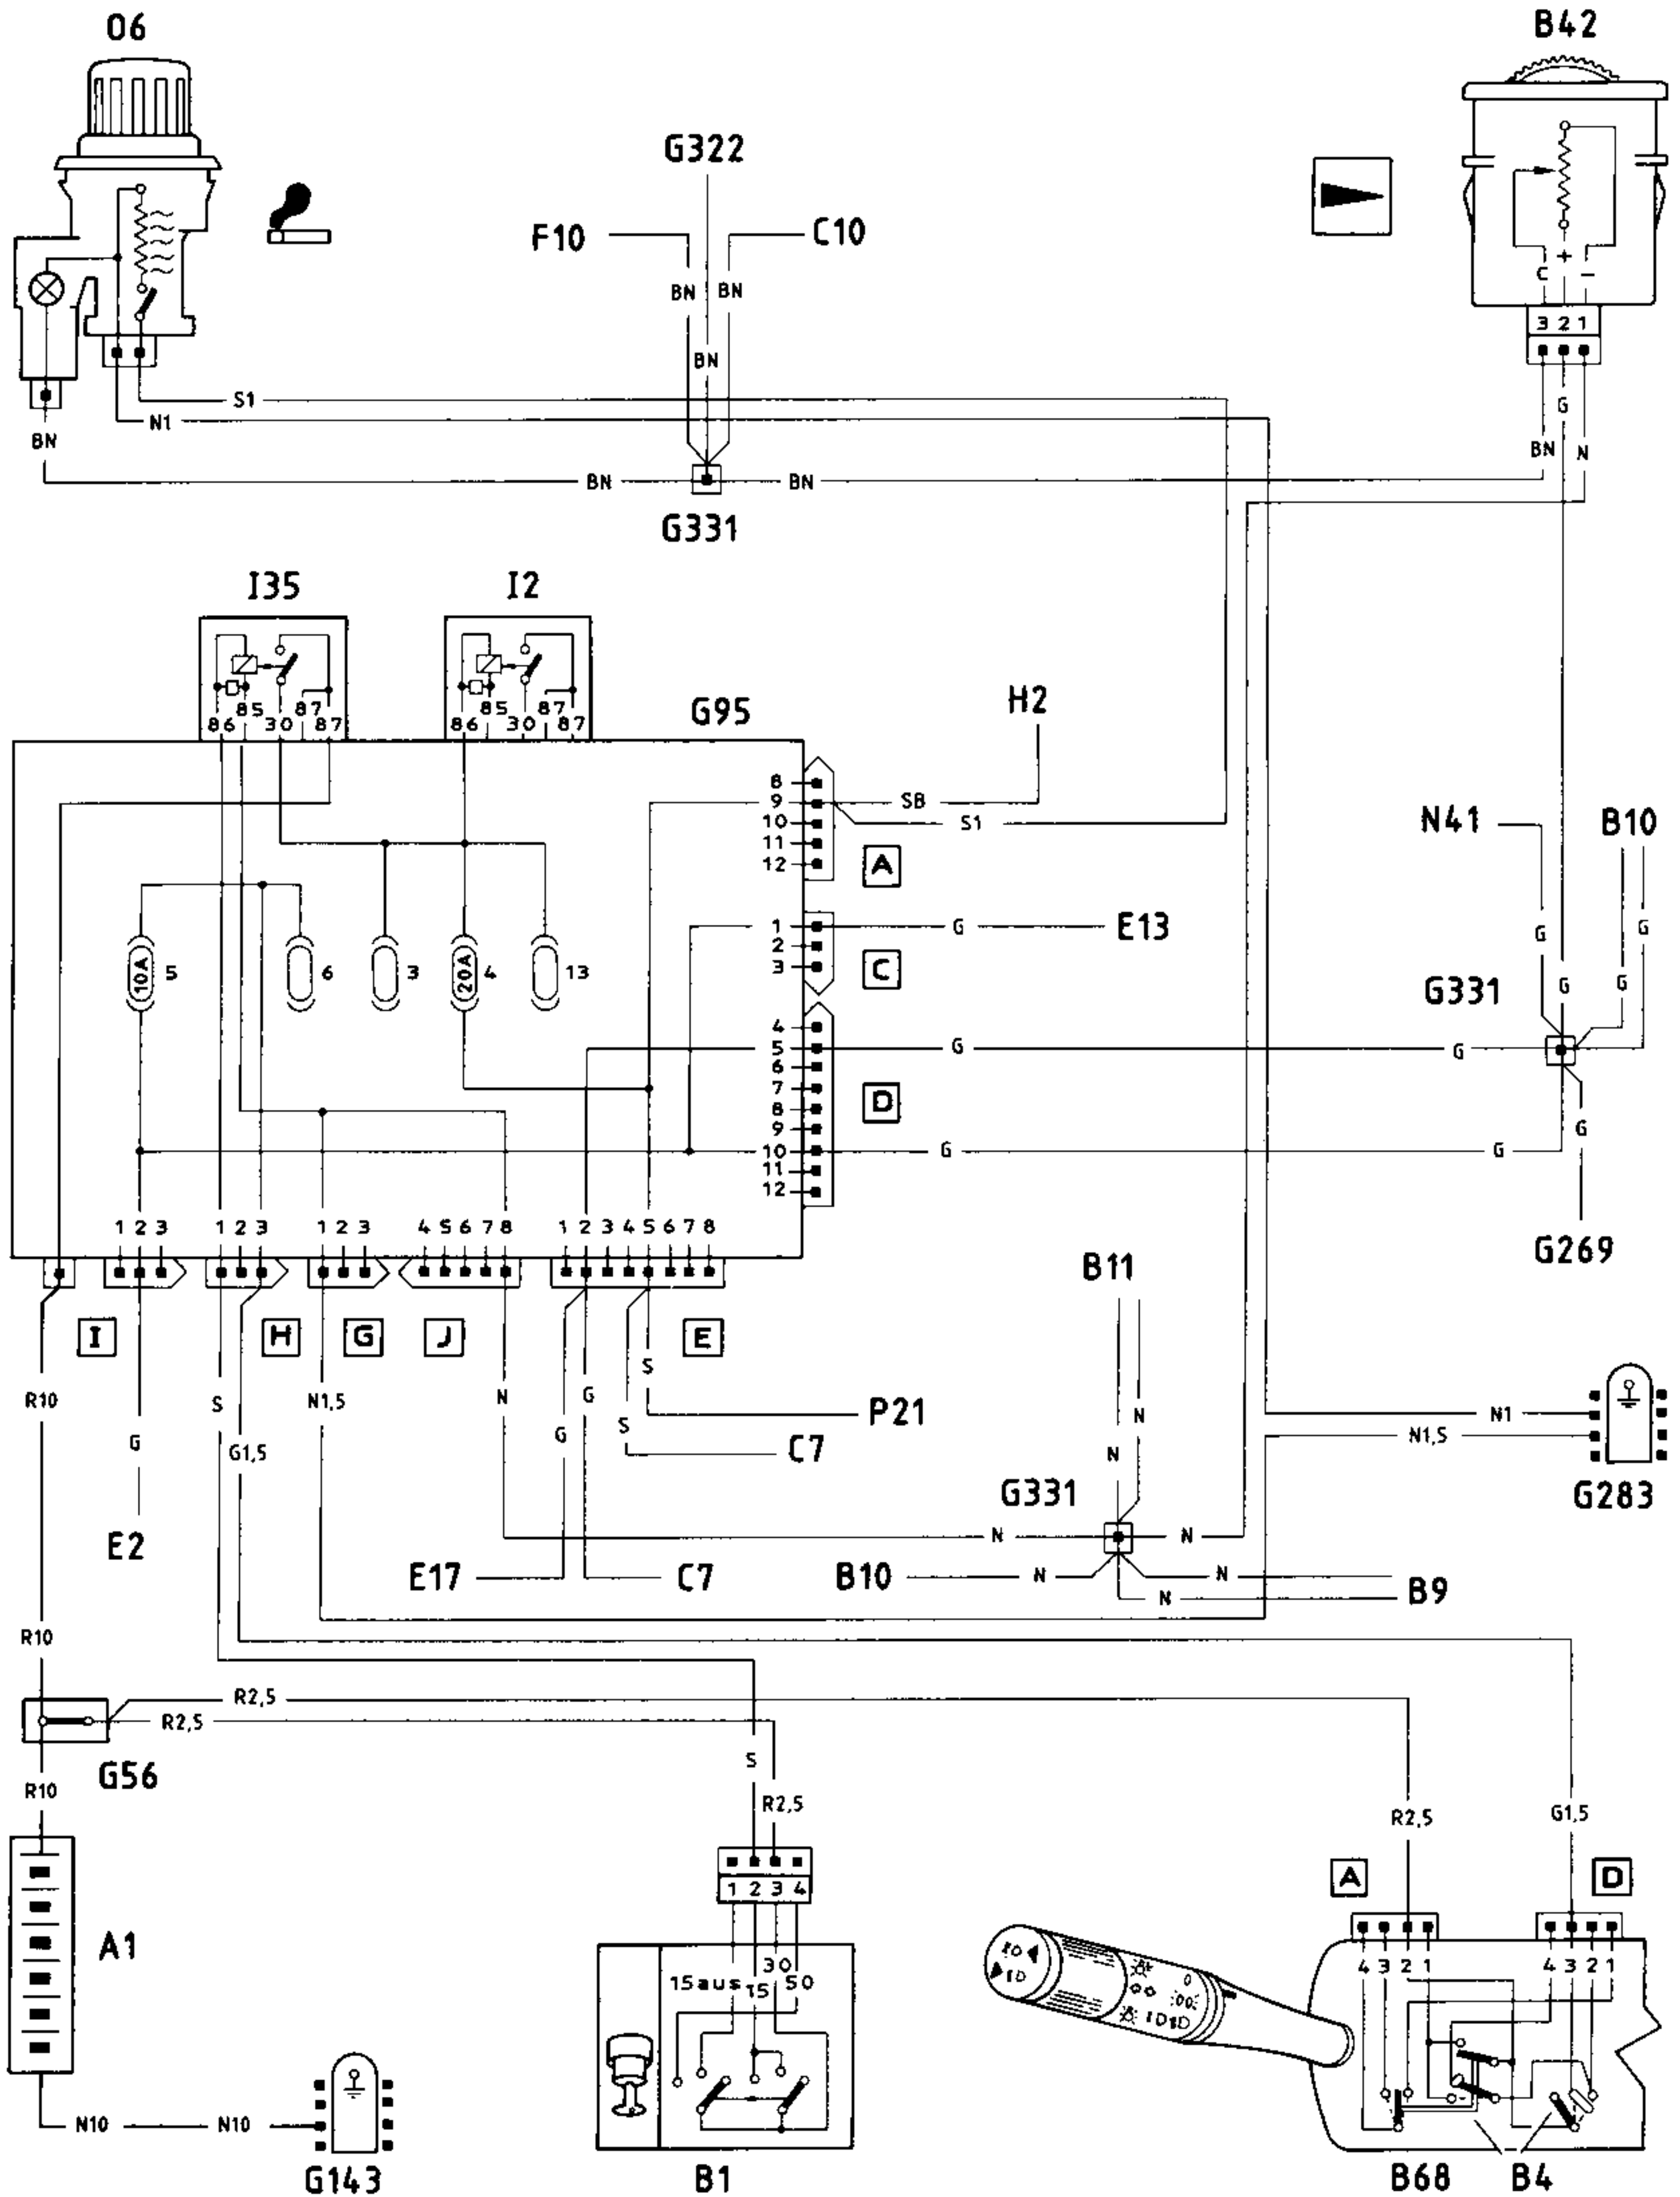 O6
B42
G322
F10
C10
BN
BN
BN
C + -
3 2 1
S1
N1
G
BN
BN
N
BN
BN
G331
I35
I2
85
30
87
86
87
85
30
87
86
87
G95
H2
8
9
SB
10
S1
11
12
A
N41
B10
1
G
E13
2
3
C
G
G
G
G
10A
5
6
3
20A
4
13
G331
4
5
G
G
6
7
8
D
9
10
G
G
G
11
12
G269
1 2 3
1 2 3
1 2 3
4 5 6 7 8
1 2 3 4 5 6 7 8
B11
I
H
G
J
E
R10
S
N1,5
N
G
S
P21
G
G1,5
G
S
C7
N
N
N1
N1,5
G331
G283
E2
N
N
E17
C7
B10
N
N
B9
N
R10
R2,5
R2,5
G56
R10
S
R2,5
R2,5
G1,5
A
D
1 2 3 4
A1
30
15aus
15
50
4 3 2 1
4 3 2 1
N10
N10
G143
B1
B68
B4